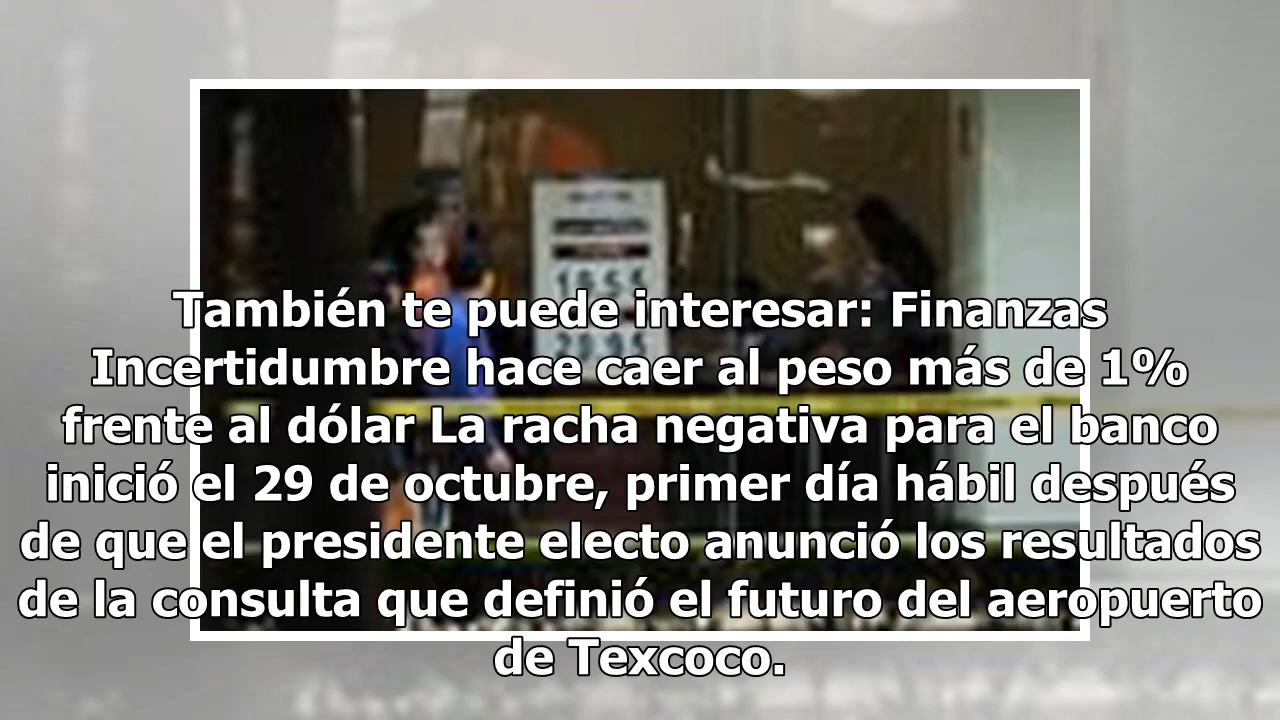 También te puede interesar: Finanzas
Incertidumbre hace caer al peso más de 1%
frente al dólar La racha negativa para el banco
inició el 29 de octubre, primer día hábil después
de que el presidente electo anunció los resultados
de la consulta que definió el futuro del aeropuerto
de Texcoco.